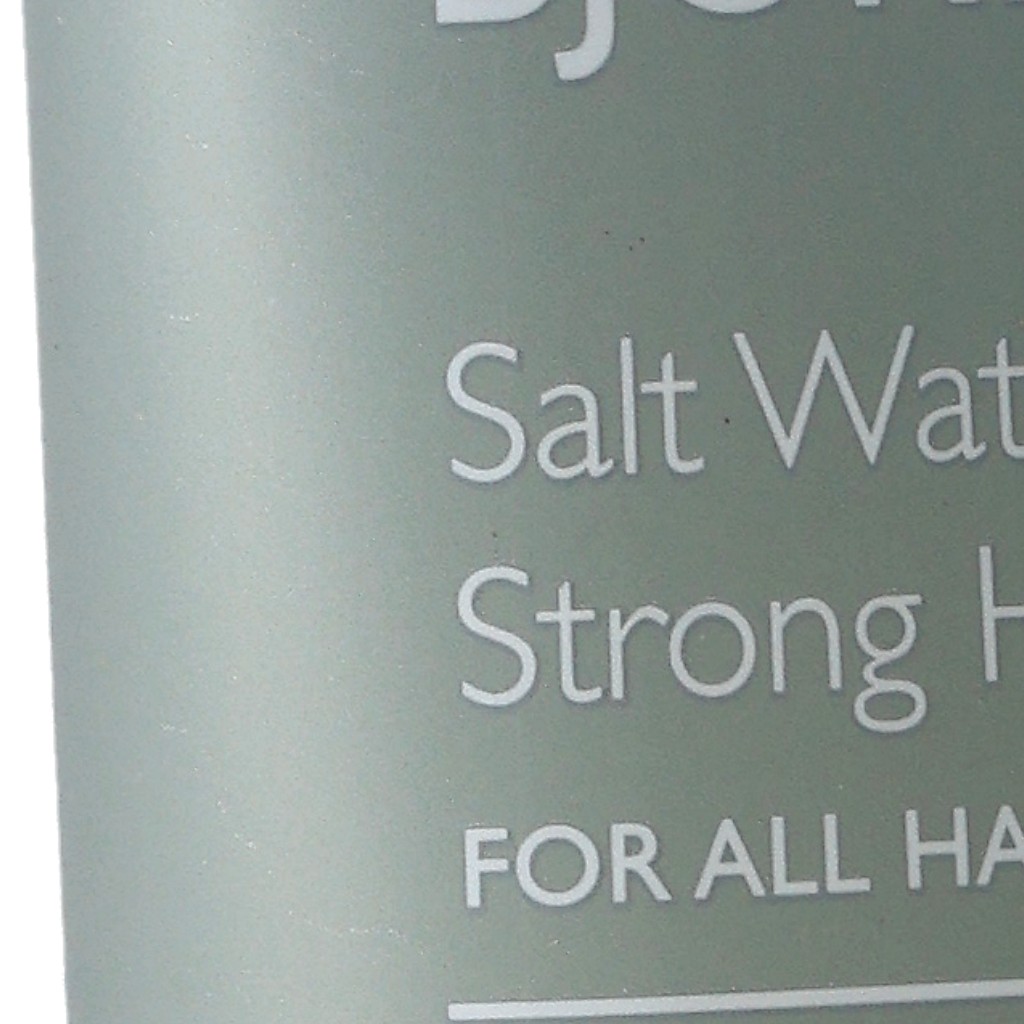 Salt Wat
Strong H
FOR ALL HA